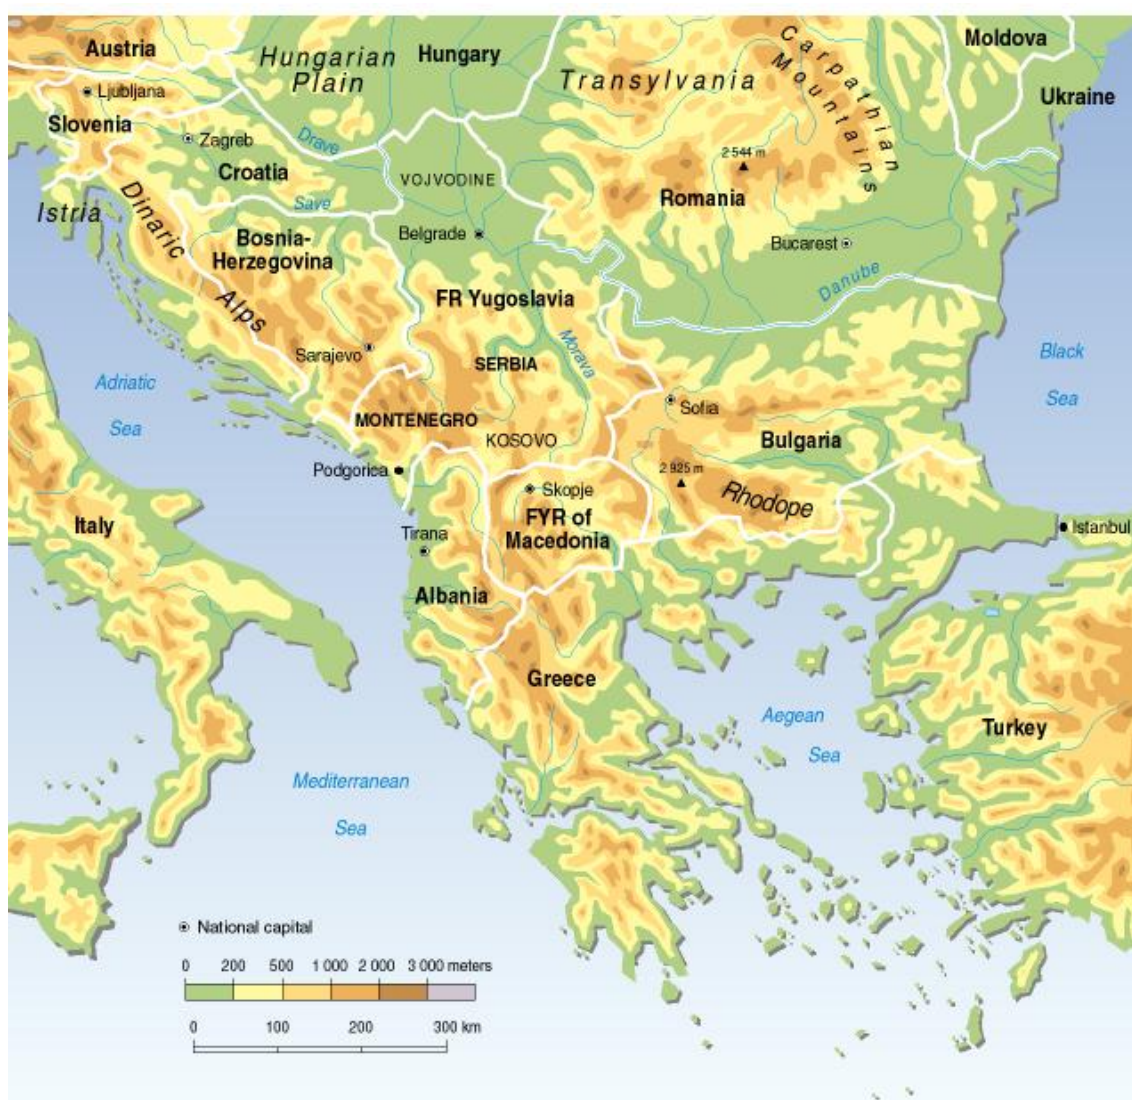 Austria
Hungarian
Plain
Hungary
Transylvania
Carpathian
Mountains
Moldova
Ukraine
Ljubljana
Slovenia
Zagreb
Croatia
Drave
Save
VOJVODINE
2 544 m
Romania
Istria
Dinaric
Alps
Bosnia-
Herzegovina
Belgrade
Bucarest
Danube
FR Yugoslavia
Morava
Sarajevo
SERBIA
Black
Sea
Adriatic
Sea
MONTENEGRO
KOSOVO
Sofia
Bulgaria
Podgorica
Skopje
2 925 m
Rhodope
Italy
Tirana
FYR of
Macedonia
Istanbul
Albania
Greece
Aegean
Sea
Turkey
Mediterranean
Sea
National capital
0 200 500 1 000 2 000 3 000 meters
0 100 200 300 km